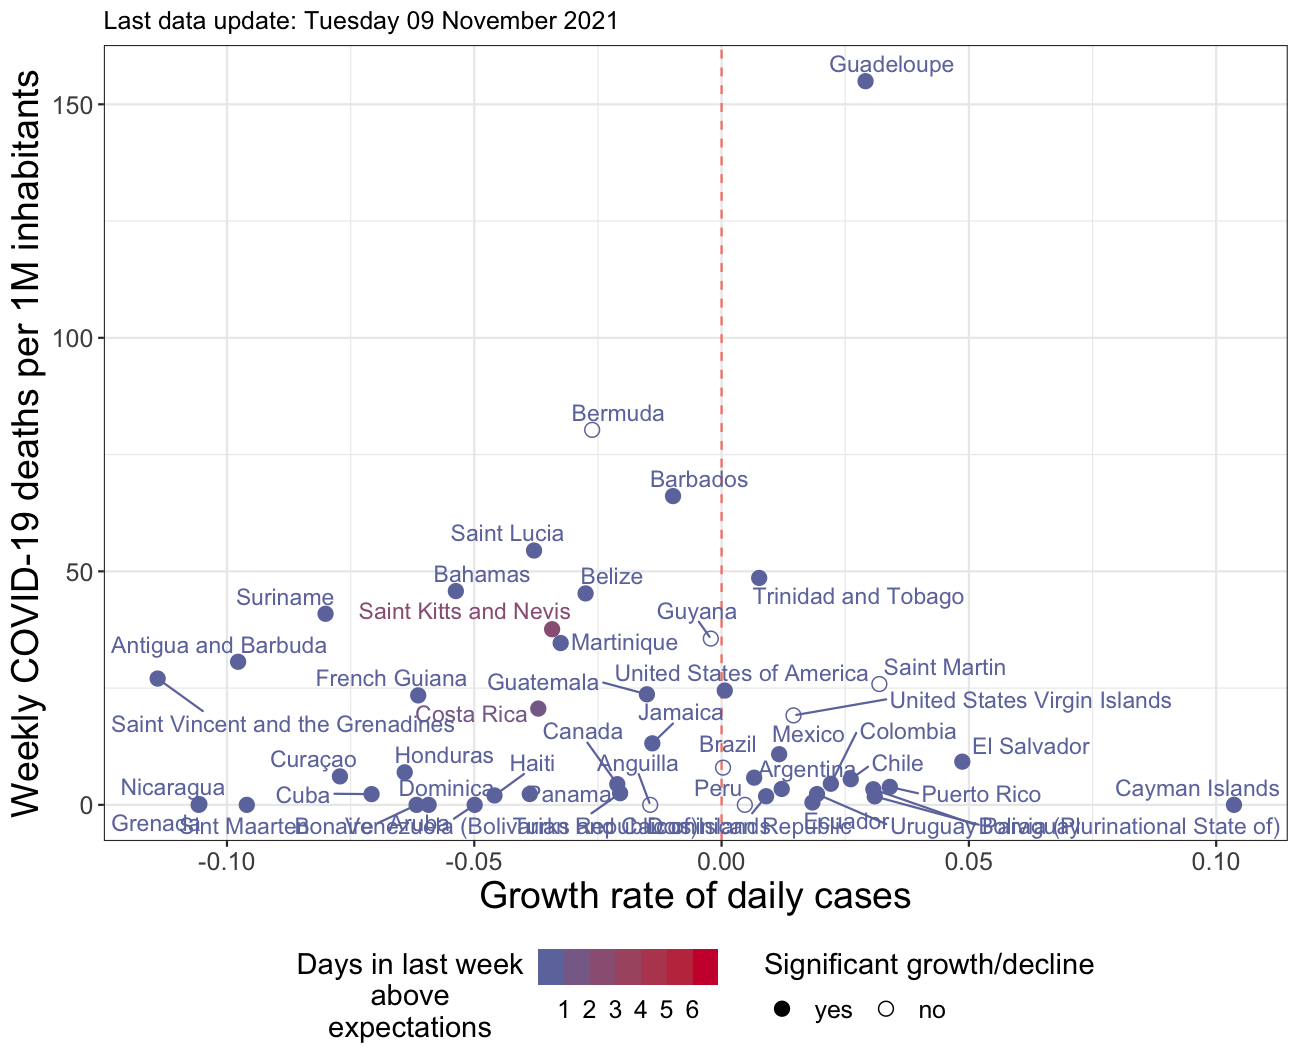 Last data update: Tuesday 09 November 2021
Weekly COVID-19 deaths per 1M inhabitants
150
100
50
0
Guadeloupe
Bermuda
Barbados
Saint Lucia
Bahamas
Belize
Trinidad and Tobago
Suriname
Saint Kitts and Nevis
Guyana
Martinique
Antigua and Barbuda
Saint Martin
United States of America
French Guiana
Guatemala
United States Virgin Islands
Saint Vincent and the Grenadines
Costa Rica
Jamaica
Canada
Mexico
Colombia
Brazil
El Salvador
Honduras
Curaçao
Haiti
Anguilla
Argentina
Chile
Nicaragua
Cuba
Dominica
Panama
Peru
Puerto Rico
Cayman Islands
Grenada
Sint Maarten
Bonaire
Aruba
Venezuela (Bolivarian Republic of)
Turks and Caicos Islands
Dominican Republic
Ecuador
Uruguay
Paraguay
Bolivia (Plurinational State of)
-0.10
-0.05
0.00
0.05
0.10
Growth rate of daily cases
Days in last week
above
expectations
1 2 3 4 5 6
Significant growth/decline
yes
no